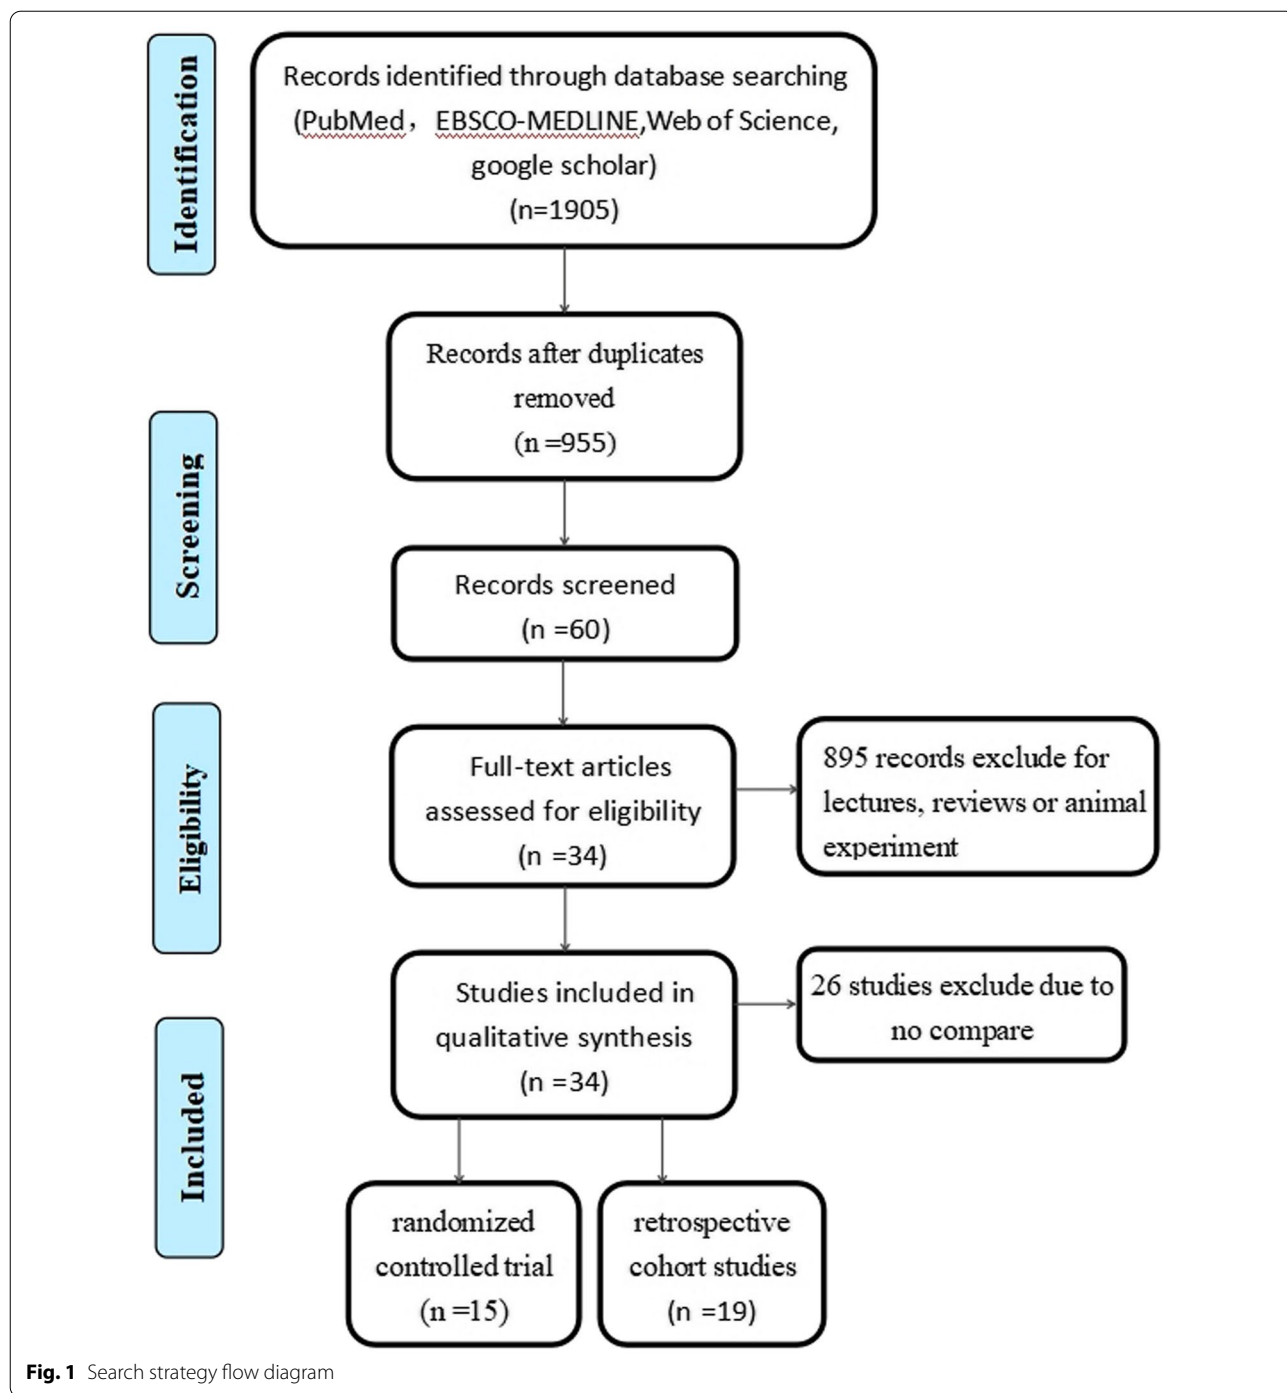 Identification
Records identified through database searching
(PubMed，EBSCO-MEDLINE,Web of Science,
google scholar)
(n=1905)
Records after duplicates
removed
(n =955)
Screening
Records screened
(n =60)
Eligibility
Full-text articles
assessed for eligibility
(n =34)
895 records exclude for
lectures, reviews or animal
experiment
Studies included in
qualitative synthesis
(n =34)
26 studies exclude due to
no compare
Included
randomized
controlled trial
(n =15)
retrospective
cohort studies
(n =19)
Fig. 1 Search strategy flow diagram